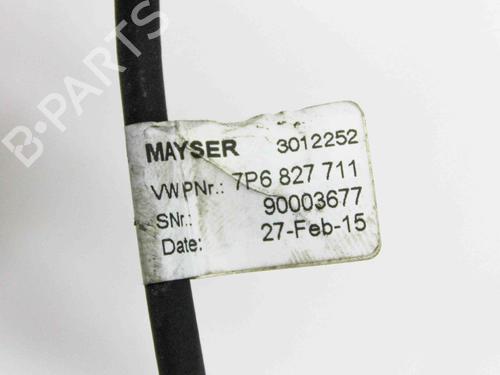 B-PARTS
MAYSER 3012252
VW PNr.: 7P6 827 711
SNr.: 90003677
Date: 27-Feb-15